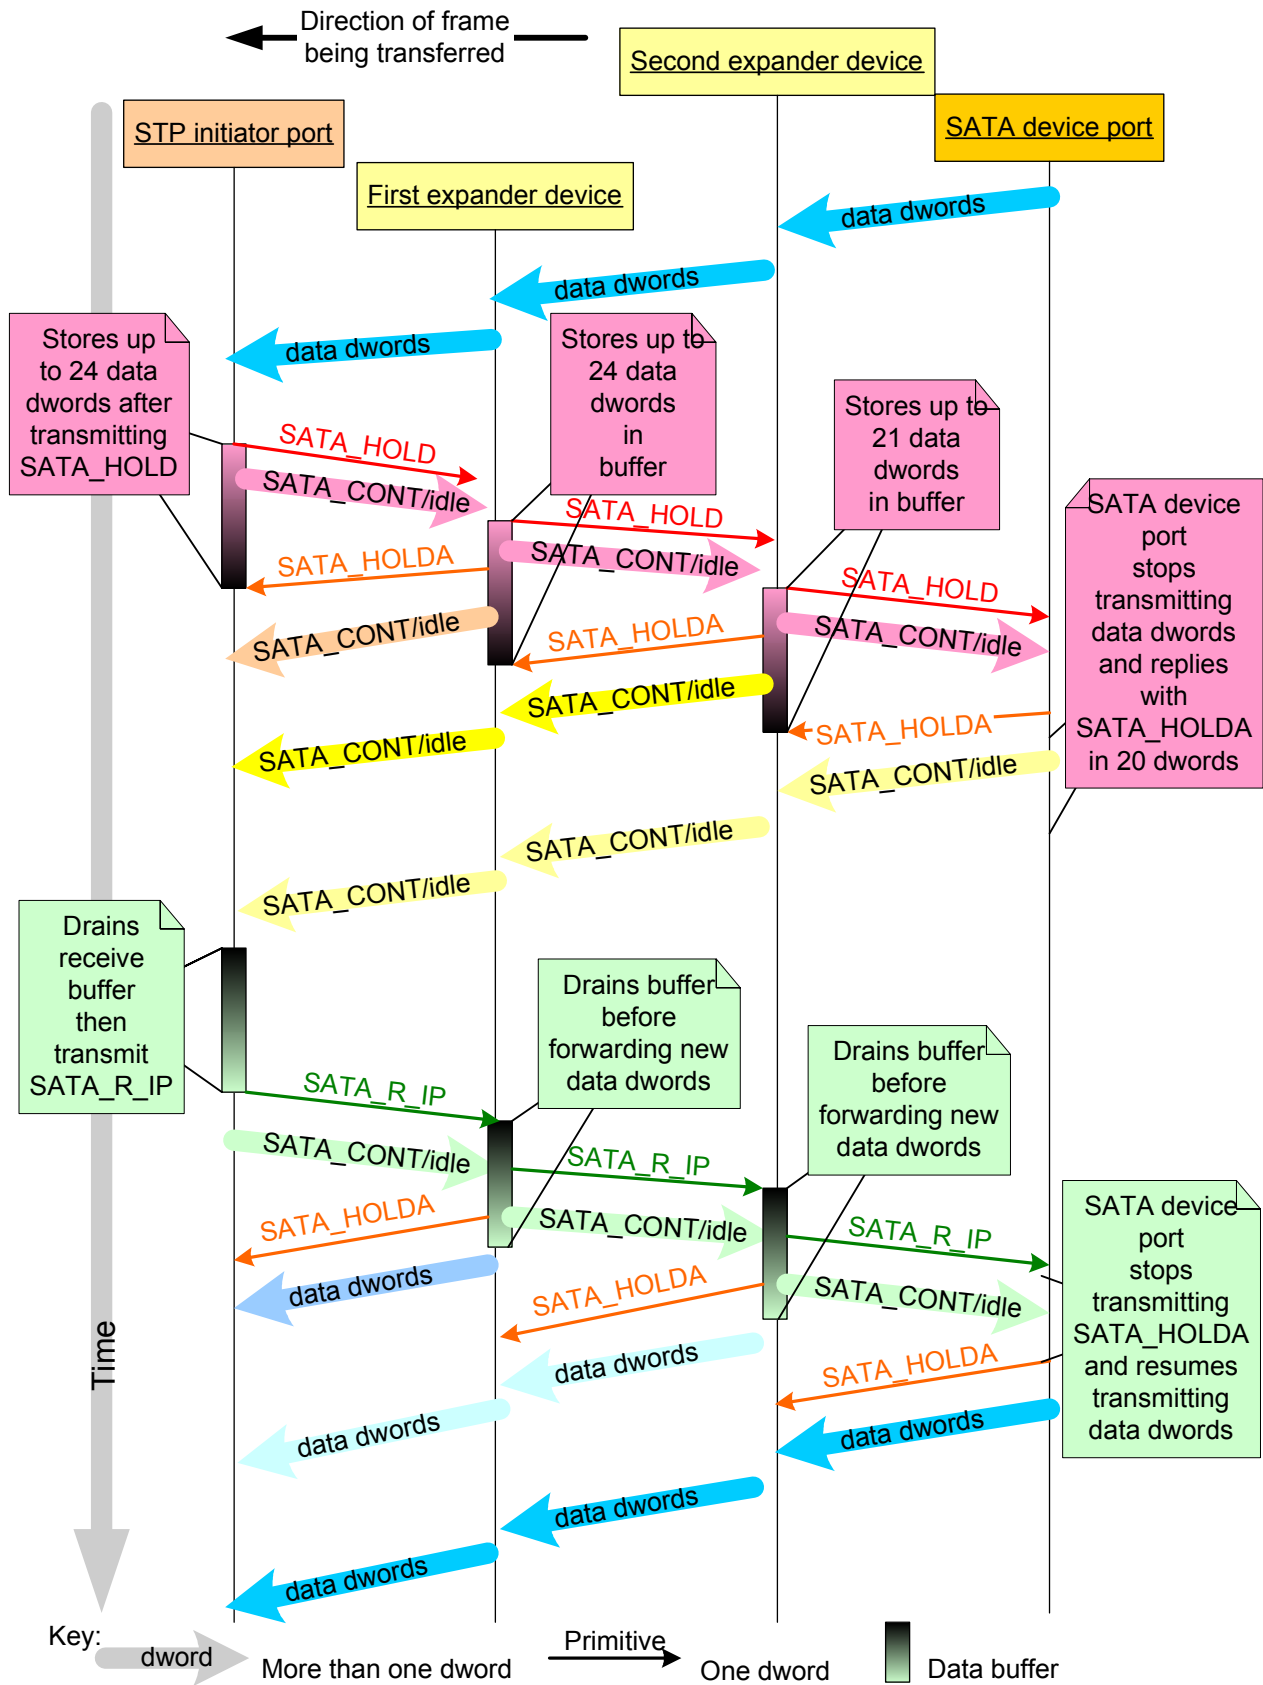 Direction of frame
being transferred
Second expander device
STP initiator port
SATA device port
First expander device
data dwords
data dwords
data dwords
Stores up
to 24 data
dwords after
transmitting
SATA_HOLD
Stores up to
24 data
dwords
in
buffer
Stores up to
21 data
dwords
in buffer
SATA device
port
stops
transmitting
data dwords
and replies
with
SATA_HOLDA
in 20 dwords
SATA_HOLD
SATA_CONT/idle
SATA_HOLD
SATA_CONT/idle
SATA_HOLDA
SATA_HOLD
SATA_CONT/idle
SATA_HOLDA
SATA_CONT/idle
SATA_CONT/idle
SATA_HOLDA
SATA_CONT/idle
SATA_CONT/idle
SATA_CONT/idle
SATA_CONT/idle
Drains
receive
buffer
then
transmit
SATA_R_IP
Drains buffer
before
forwarding new
data dwords
Drains buffer
before
forwarding new
data dwords
SATA_R_IP
SATA_CONT/idle
SATA_R_IP
SATA_HOLDA
SATA_CONT/idle
SATA_R_IP
data dwords
SATA_HOLDA
SATA_CONT/idle
SATA device
port
stops
transmitting
SATA_HOLDA
and resumes
transmitting
data dwords
data dwords
SATA_HOLDA
data dwords
data dwords
data dwords
data dwords
Time
Key:
dword
More than one dword
Primitive
One dword
Data buffer